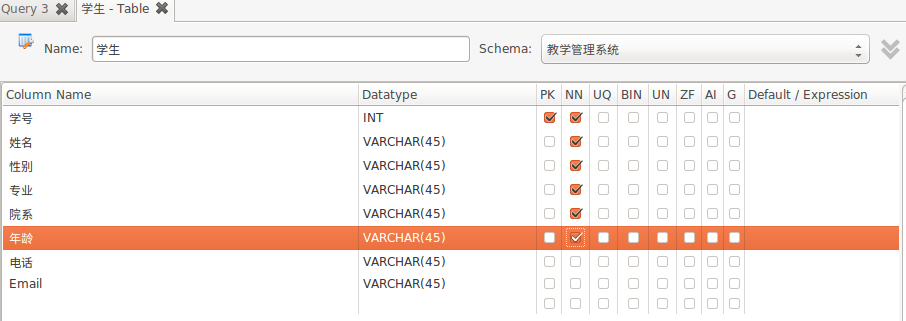 Query 3 学生 - Table
Name: 学生 Schema: 教学管理系统
Column Name Datatype PK NN UQ BIN UN ZF AI G Default / Expression
学号 INT
姓名 VARCHAR(45)
性别 VARCHAR(45)
专业 VARCHAR(45)
院系 VARCHAR(45)
年龄 VARCHAR(45)
电话 VARCHAR(45)
Email VARCHAR(45)